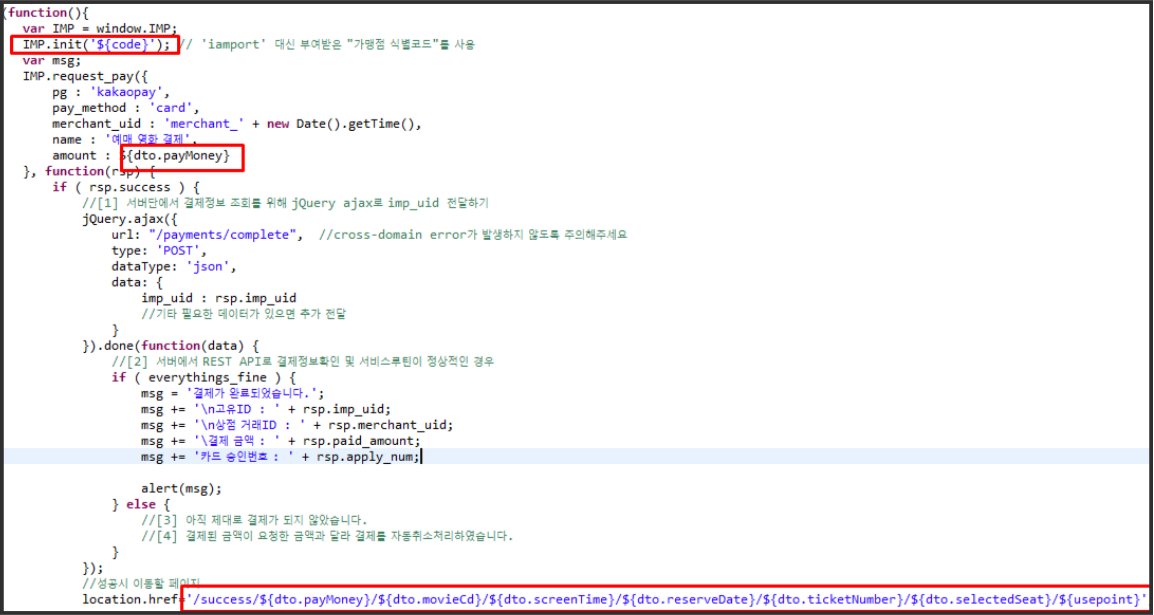 (function(){
var IMP = window.IMP;
IMP.init('${code}'); // 'iamport' 대신 부여받은 "가맹점 식별코드"를 사용
var msg;
IMP.request_pay({
pg : 'kakaopay',
pay_method : 'card',
merchant_uid : 'merchant_' + new Date().getTime(),
name : '예매 영화 결제',
amount : ${dto.payMoney}
}, function(rsp) {
if ( rsp.success ) {
//[1] 서버단에서 결제정보 조회를 위해 jQuery ajax로 imp_uid 전달하기
jQuery.ajax({
url: "/payments/complete", //cross-domain error가 발생하지 않도록 주의해주세요
type: 'POST',
dataType: 'json',
data: {
imp_uid : rsp.imp_uid
//기타 필요한 데이터가 있으면 추가 전달
}
}).done(function(data) {
//[2] 서버에서 REST API로 결제정보확인 및 서비스루틴이 정상적인 경우
if ( everythings_fine ) {
msg = '결제가 완료되었습니다.';
msg += '\n고유ID : ' + rsp.imp_uid;
msg += '\n상점 거래ID : ' + rsp.merchant_uid;
msg += '\결제 금액 : ' + rsp.paid_amount;
msg += '카드 승인번호 : ' + rsp.apply_num;
alert(msg);
} else {
//[3] 아직 제대로 결제가 되지 않았습니다.
//[4] 결제된 금액이 요청한 금액과 달라 결제를 자동취소처리하였습니다.
}
});
//성공시 이동할 페이지
location.href='/success/${dto.payMoney}/${dto.movieCd}/${dto.screenTime}/${dto.reserveDate}/${dto.ticketNumber}/${dto.selectedSeat}/${usepoint}'